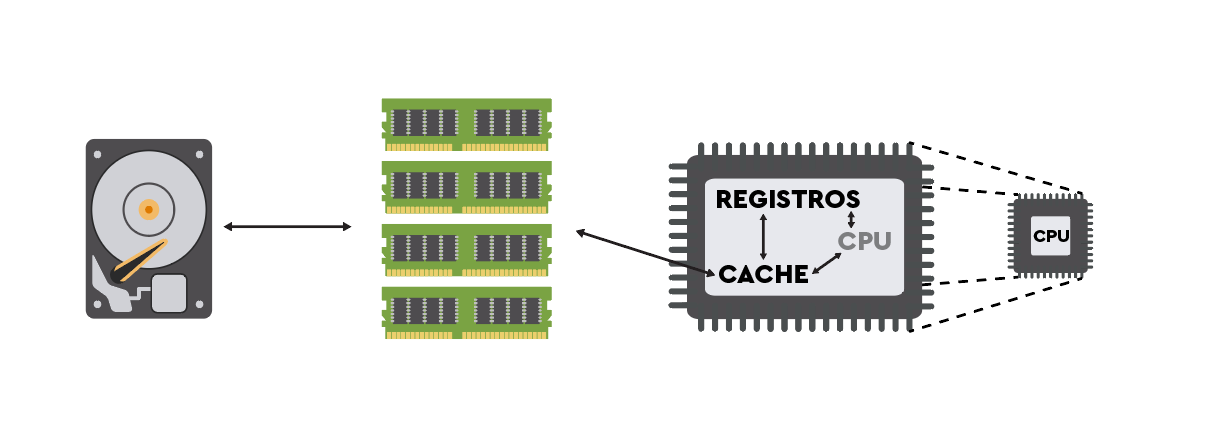 REGISTROS
CPU
CACHE
CPU